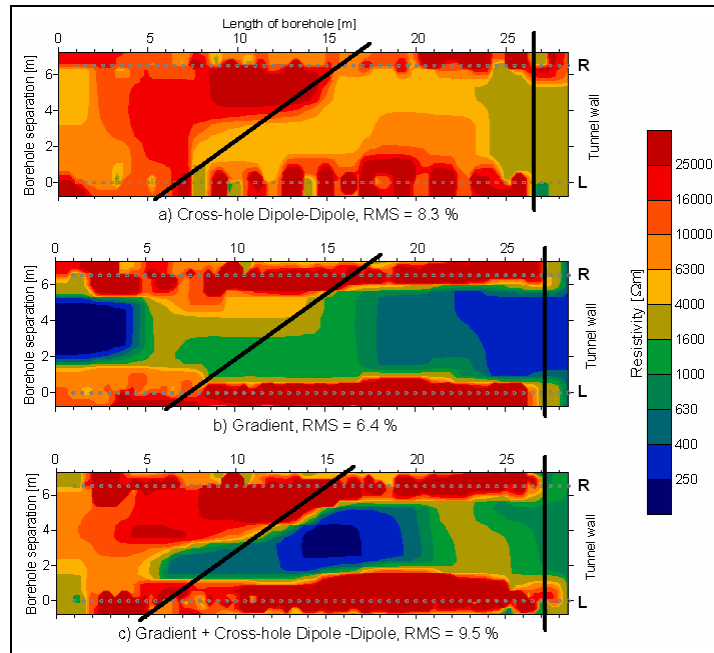 Length of borehole [m]
0 5 10 15 20 25
Borehole separation [m]
6
4
2
0
R
L
Tunnel wall
a) Cross-hole Dipole-Dipole, RMS = 8.3 %
0 5 10 15 20 25
Borehole separation [m]
6
4
2
0
R
L
Tunnel wall
b) Gradient, RMS = 6.4 %
0 5 10 15 20 25
Borehole separation [m]
6
4
2
0
R
L
Tunnel wall
c) Gradient + Cross-hole Dipole -Dipole, RMS = 9.5 %
Resistivity [Ωm]
25000
16000
10000
6300
4000
1600
1000
630
400
250